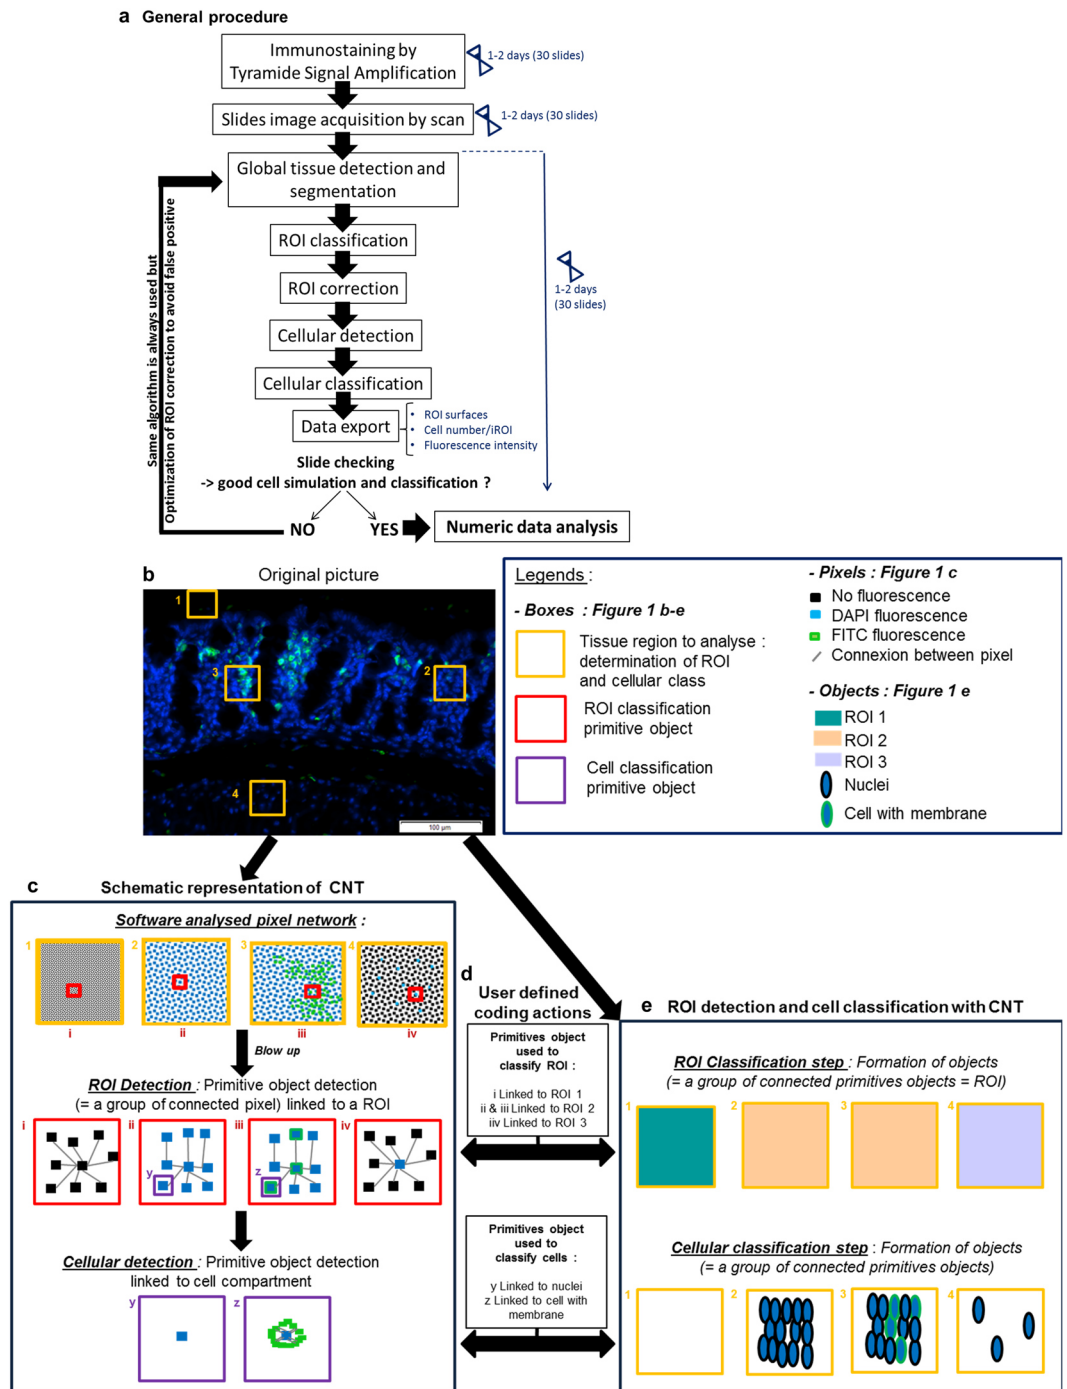 a General procedure
Immunostaining by
Tyramide Signal Amplification
1-2 days (30 slides)
Slides image acquisition by scan
1-2 days (30 slides)
Global tissue detection and
segmentation
ROI classification
ROI correction
Cellular detection
Cellular classification
Data export
• ROI surfaces
• Cell number/iROI
• Fluorescence intensity
1-2 days
(30 slides)
Same algorithm is always used but
Optimization of ROI correction to avoid false positive
Slide checking
-> good cell simulation and classification ?
NO
YES
Numeric data analysis
b
Original picture
1
3
2
4
100 µm
Legends :
- Boxes : Figure 1 b-e
Tissue region to analyse :
determination of ROI
and cellular class
ROI classification
primitive object
Cell classification
primitive object
- Pixels : Figure 1 c
No fluorescence
DAPI fluorescence
FITC fluorescence
Connexion between pixel
- Objects : Figure 1 e
ROI 1
ROI 2
ROI 3
Nuclei
Cell with membrane
c
Schematic representation of CNT
Software analysed pixel network :
1
2
3
4
i
ii
iii
iv
Blow up
ROI Detection : Primitive object detection
(= a group of connected pixel) linked to a ROI
i
ii
iii
iv
y
z
Cellular detection : Primitive object detection
linked to cell compartment
y
z
d
User defined
coding actions
Primitives object
used to
classify ROI :
i Linked to ROI 1
ii & iii Linked to ROI 2
iiv Linked to ROI 3
Primitives object
used to
classify cells :
y Linked to nuclei
z Linked to cell with
membrane
e ROI detection and cell classification with CNT
ROI Classification step : Formation of objects
(= a group of connected primitives objects = ROI)
1
2
3
4
Cellular classification step : Formation of objects
(= a group of connected primitives objects)
1
2
3
4